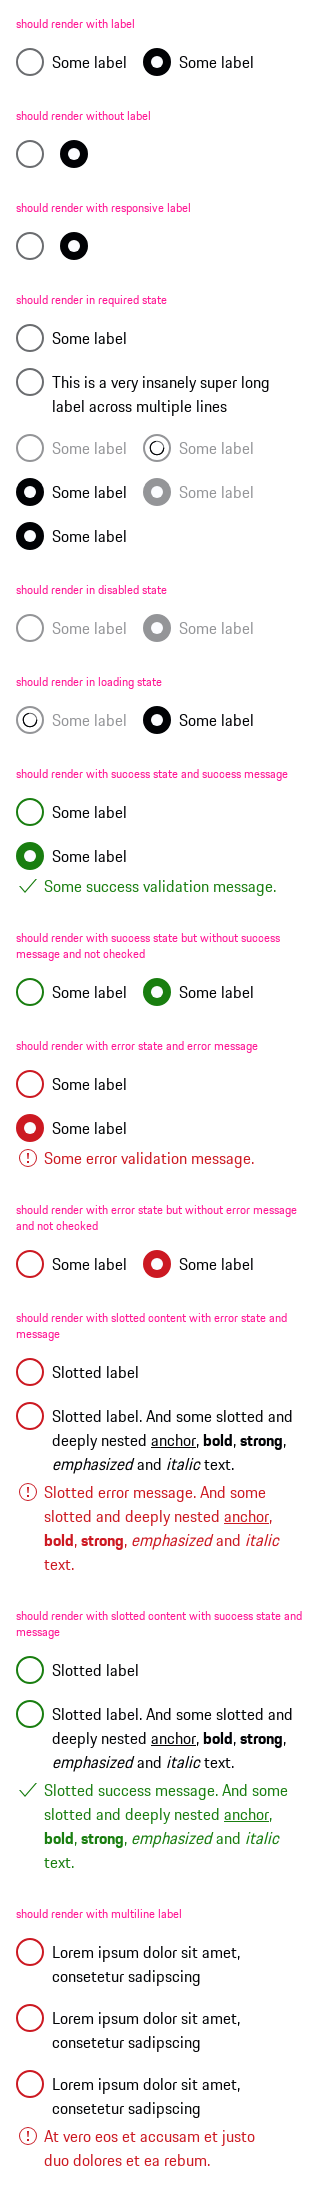 should render with label
Some label Some label
should render without label
should render with responsive label
should render in required state
Some label
This is a very insanely super long
label across multiple lines
Some label Some label
Some label Some label
Some label
should render in disabled state
Some label Some label
should render in loading state
Some label Some label
should render with success state and success message
Some label
Some label
Some success validation message.
should render with success state but without success
message and not checked
Some label Some label
should render with error state and error message
Some label
Some label
Some error validation message.
should render with error state but without error message
and not checked
Some label Some label
should render with slotted content with error state and
message
Slotted label
Slotted label. And some slotted and
deeply nested anchor, bold, strong,
emphasized and italic text.
Slotted error message. And some
slotted and deeply nested anchor,
bold, strong, emphasized and italic
text.
should render with slotted content with success state and
message
Slotted label
Slotted label. And some slotted and
deeply nested anchor, bold, strong,
emphasized and italic text.
Slotted success message. And some
slotted and deeply nested anchor,
bold, strong, emphasized and italic
text.
should render with multiline label
Lorem ipsum dolor sit amet,
consetetur sadipscing
Lorem ipsum dolor sit amet,
consetetur sadipscing
Lorem ipsum dolor sit amet,
consetetur sadipscing
At vero eos et accusam et justo
duo dolores et ea rebum.